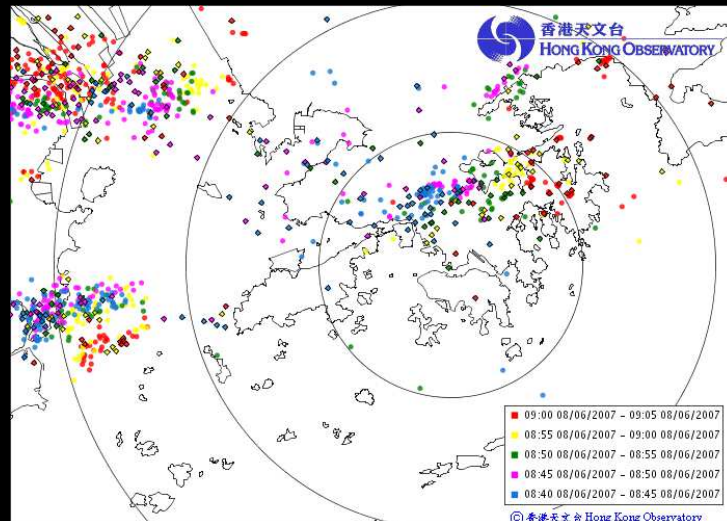 香港天文台
HONG KONG OBSERVATORY
09:00 08/06/2007 - 09:05 08/06/2007
08:55 08/06/2007 - 09:00 08/06/2007
08:50 08/06/2007 - 08:55 08/06/2007
08:45 08/06/2007 - 08:50 08/06/2007
08:40 08/06/2007 - 08:45 08/06/2007
© 香港天文台 Hong Kong Observatory